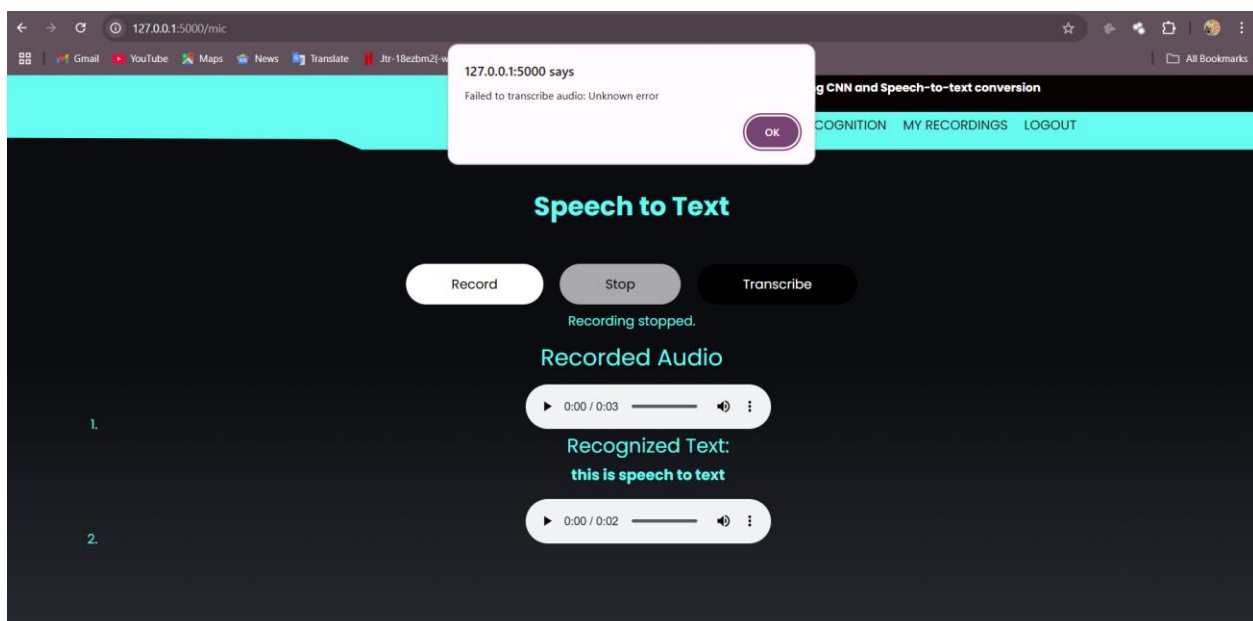 127.0.0.1:5000/mic
Gmail YouTube Maps News Translate Jtr-18ezbm2(-w All Bookmarks
127.0.0.1:5000 says
Failed to transcribe audio: Unknown error
OK
g CNN and Speech-to-text conversion
COGNITION MY RECORDINGS LOGOUT
Speech to Text
Record Stop Transcribe
Recording stopped.
Recorded Audio
1. 0:00 / 0:03
Recognized Text:
this is speech to text
2. 0:00 / 0:02